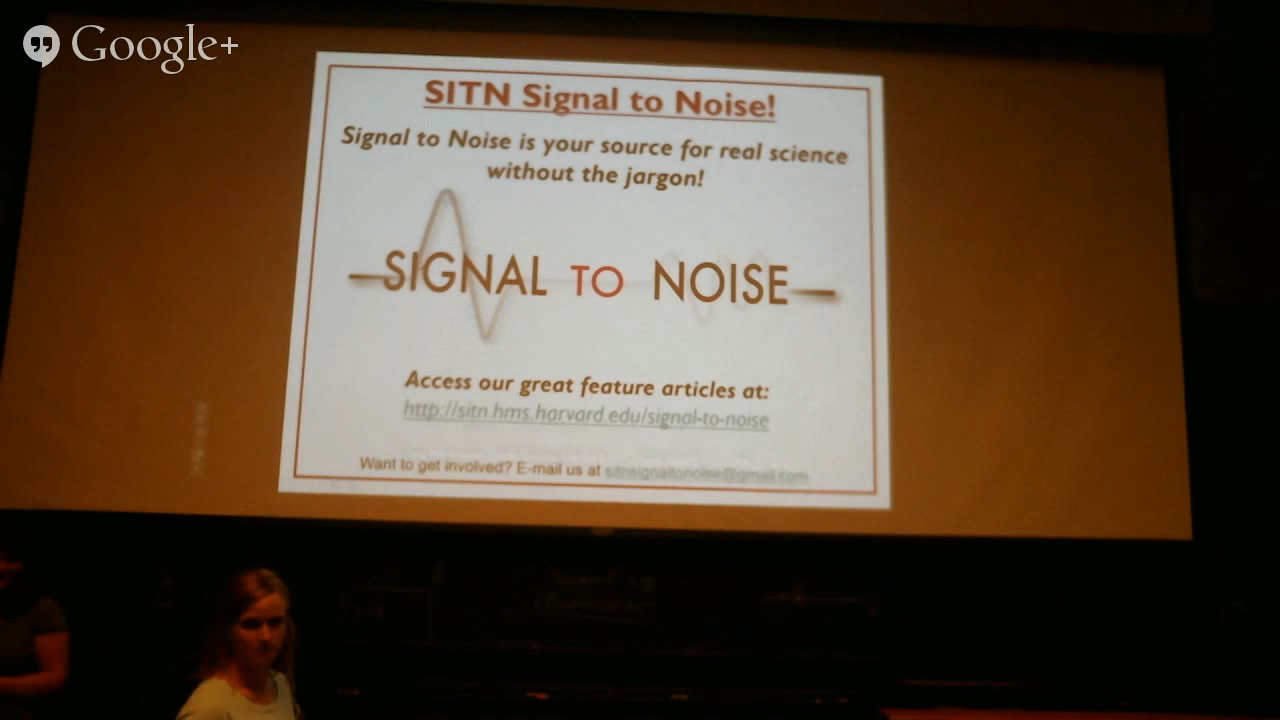 Google+
SITN Signal to Noise!
Signal to Noise is your source for real science
without the jargon!
SIGNAL TO NOISE
Access our great feature articles at:
http://sitn.hms.harvard.edu/signal-to-noise
Want to get involved? E-mail us at sitnsignaltonoise@gmail.com